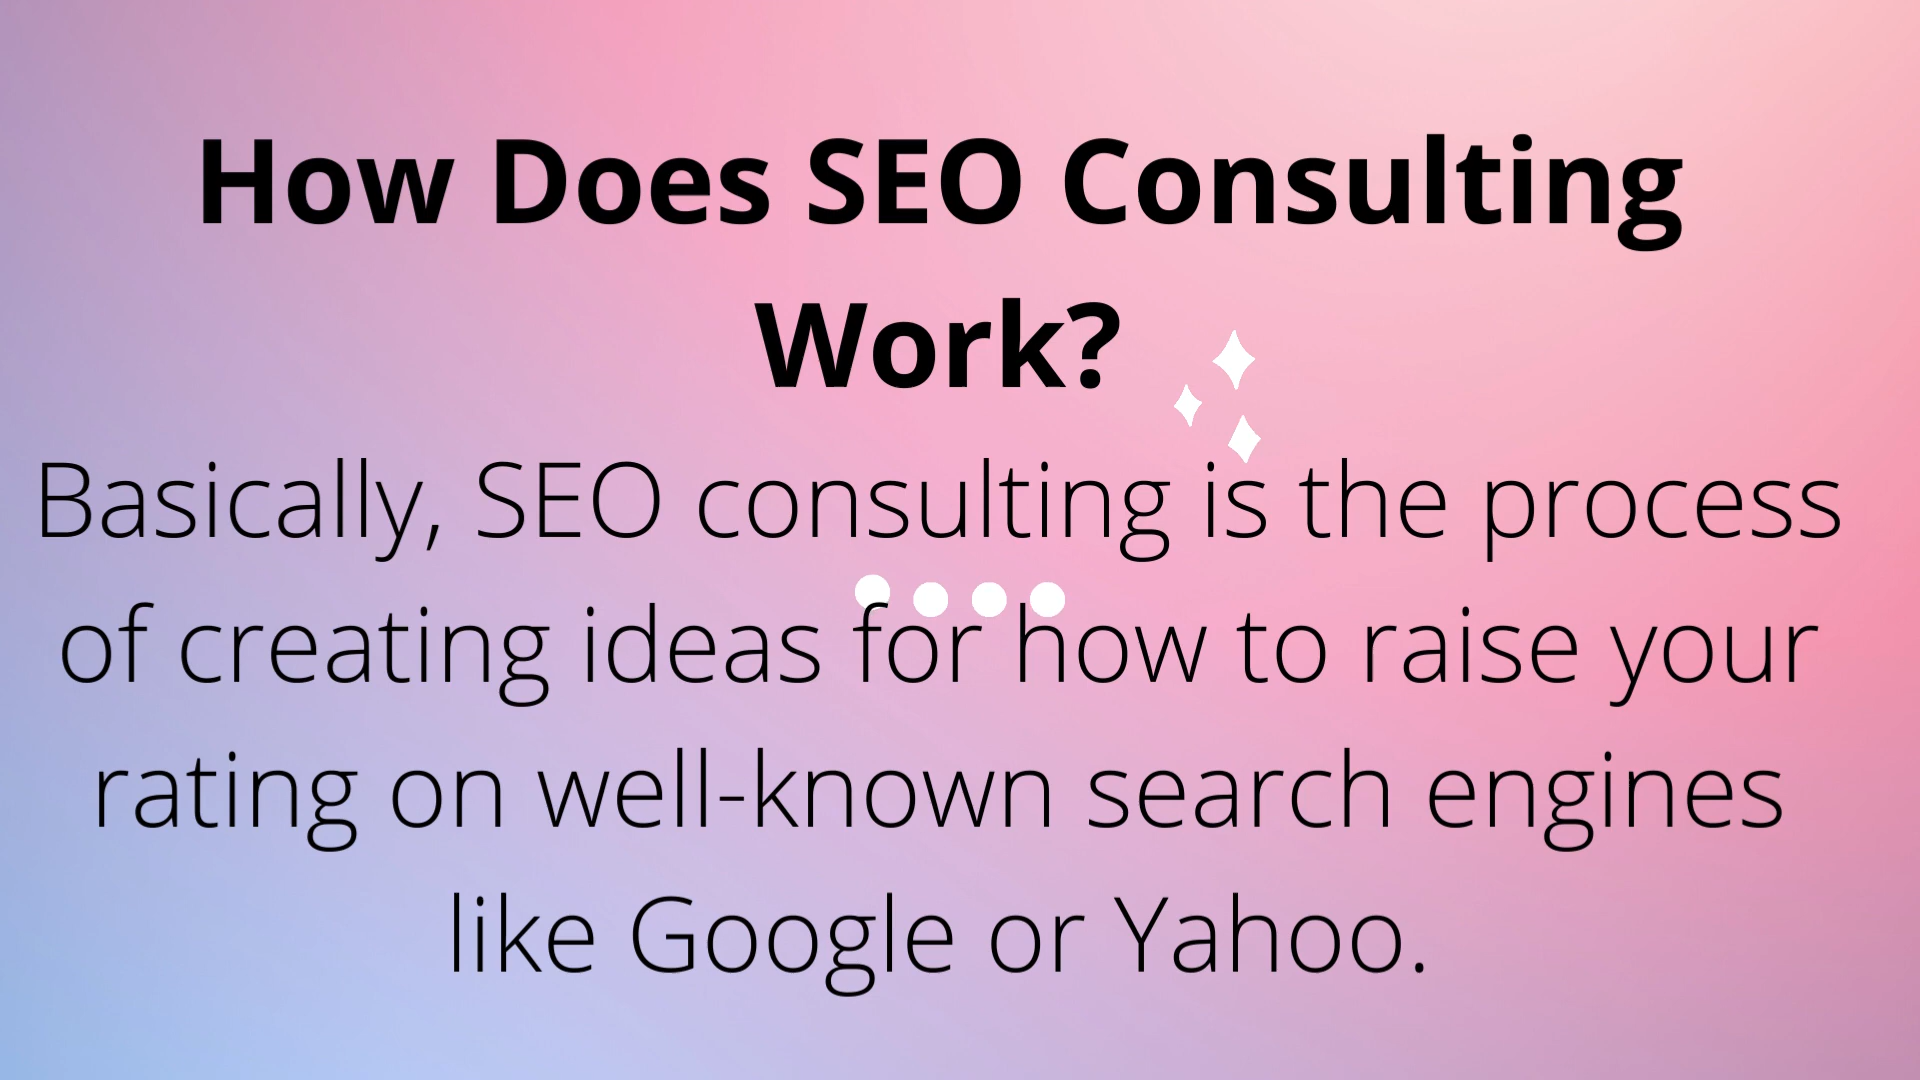 How Does SEO Consulting
Work?
Basically, SEO consulting is the process
of creating ideas for how to raise your
rating on well-known search engines
like Google or Yahoo.